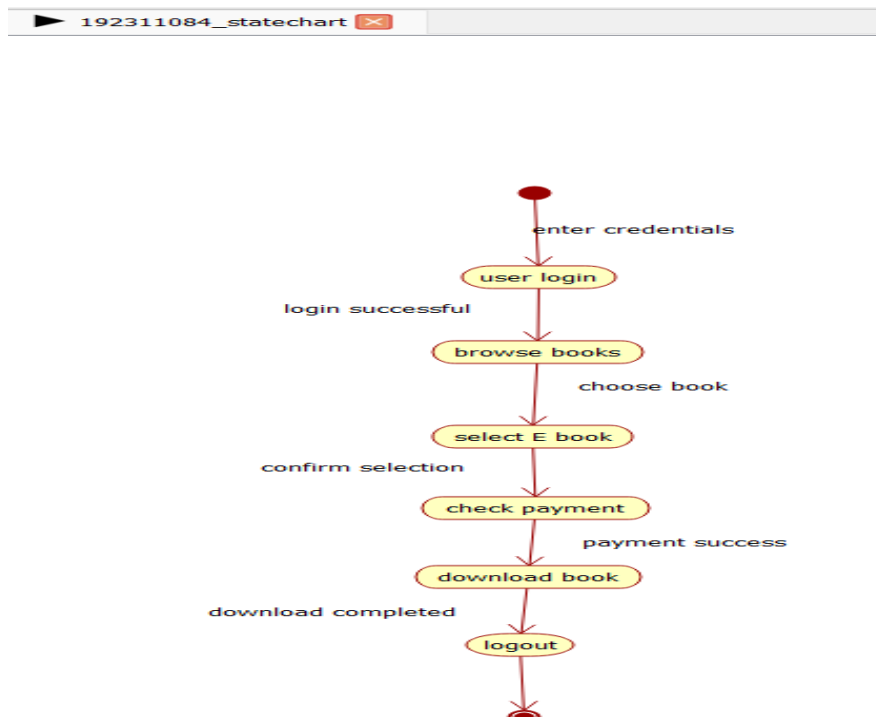 192311084_statechart
enter credentials
user login
login successful
browse books
choose book
select E book
confirm selection
check payment
payment success
download book
download completed
logout